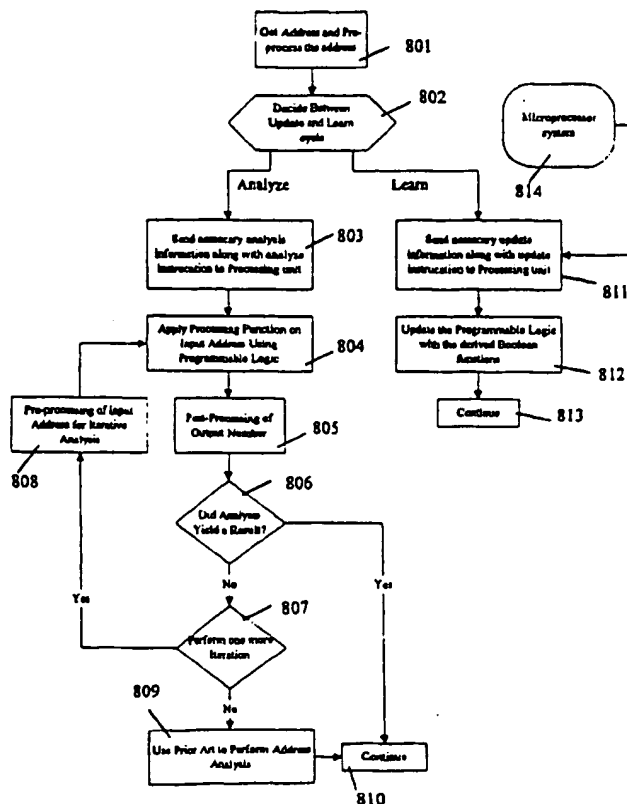 Get Address and Pre-
process the address
801
802
Decide Between
Update and Learn
cycle
Microprocessor
system
814
Analyze
Learn
803
Send necessary analysis
Information along with analyze
Instrucation to Processing unit
Send necessary update
Information along with update
Instrucation to Processing unit
811
Apply Processing Function on
Input Address Using
Programmable Logic
804
Update the Programmable Logic
with the derived Boolean
functions
812
Pre-processing of Input
Address for Iterative
Analysis
808
Post-Processing of
Output Number
805
Continue
813
806
Did Analysis
Yield a Result?
No
Yes
Yes
807
Perform one more
Iteration
No
809
Use Prior Art to Perform Address
Analysis
Continue
810